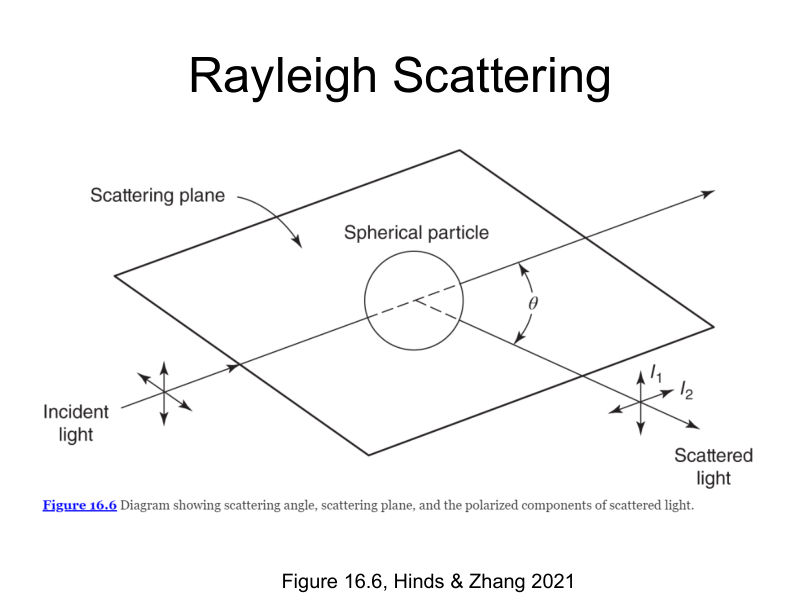 Rayleigh Scattering
Scattering plane
Spherical particle
θ
I1
I2
Incident
light
Scattered
light
Figure 16.6 Diagram showing scattering angle, scattering plane, and the polarized components of scattered light.
Figure 16.6, Hinds & Zhang 2021